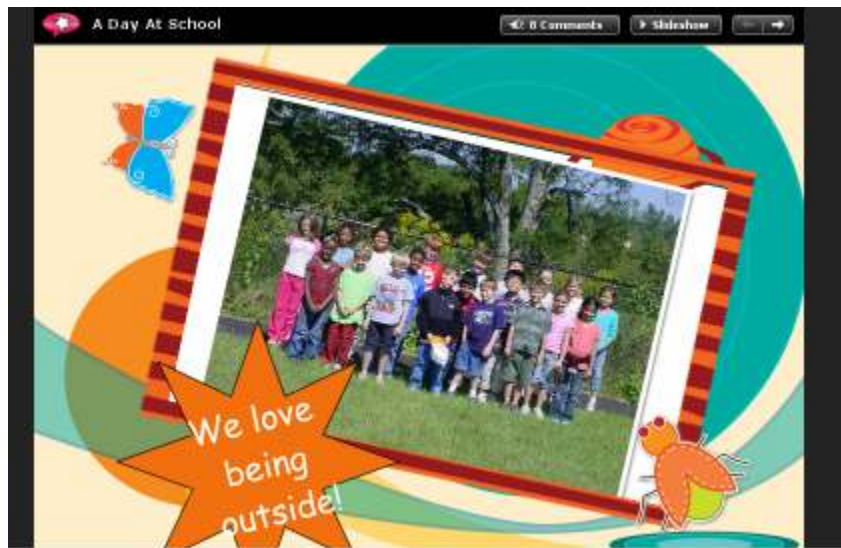 A Day At School
8 Comments
Slideshow
We love
being
outside!